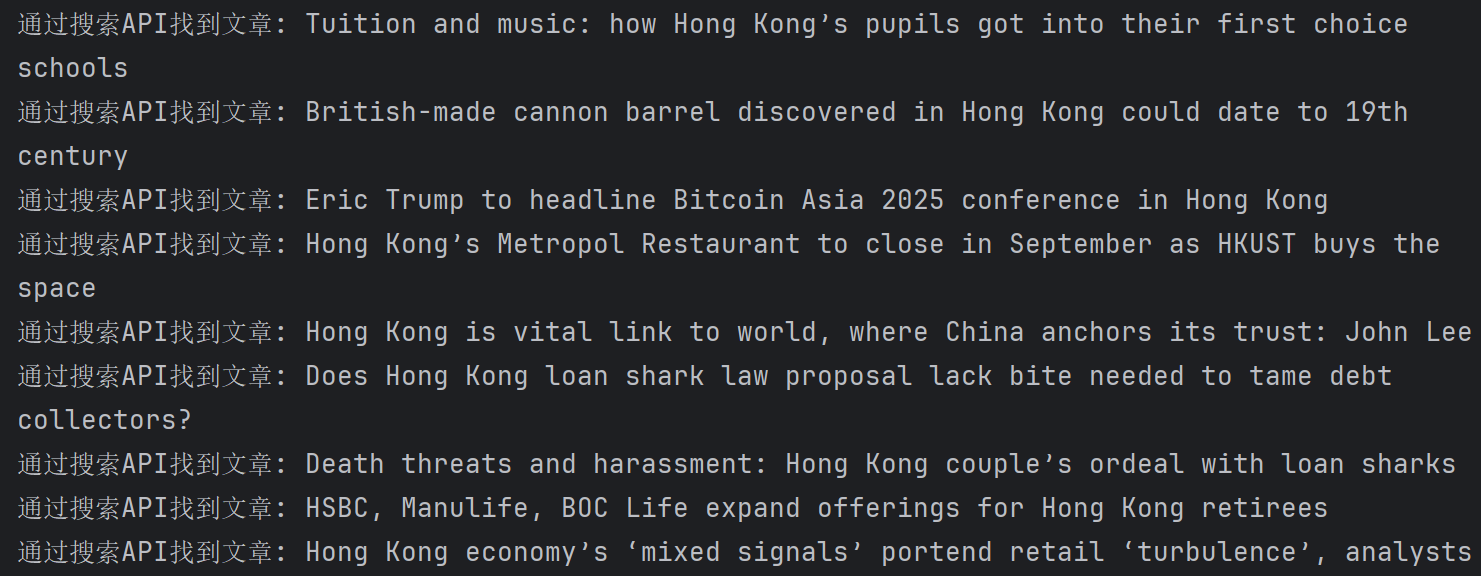 通过搜索API找到文章: Tuition and music: how Hong Kong’s pupils got into their first choice
schools
通过搜索API找到文章: British-made cannon barrel discovered in Hong Kong could date to 19th
century
通过搜索API找到文章: Eric Trump to headline Bitcoin Asia 2025 conference in Hong Kong
通过搜索API找到文章: Hong Kong’s Metropol Restaurant to close in September as HKUST buys the
space
通过搜索API找到文章: Hong Kong is vital link to world, where China anchors its trust: John Lee
通过搜索API找到文章: Does Hong Kong loan shark law proposal lack bite needed to tame debt
collectors?
通过搜索API找到文章: Death threats and harassment: Hong Kong couple’s ordeal with loan sharks
通过搜索API找到文章: HSBC, Manulife, BOC Life expand offerings for Hong Kong retirees
通过搜索API找到文章: Hong Kong economy’s ‘mixed signals’ portend retail ‘turbulence’, analysts